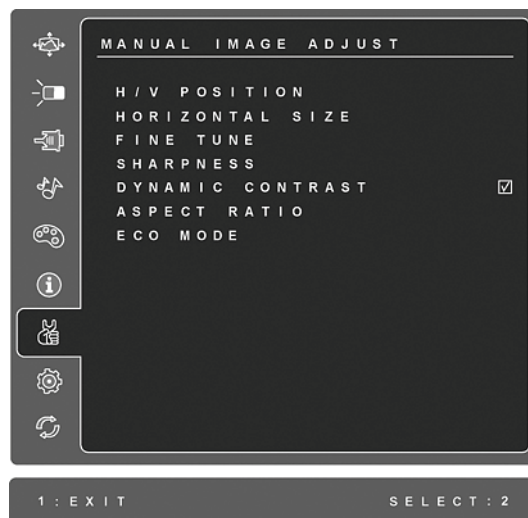 MANUAL IMAGE ADJUST
H/V POSITION
HORIZONTAL SIZE
FINE TUNE
SHARPNESS
DYNAMIC CONTRAST
ASPECT RATIO
ECO MODE
1:EXIT SELECT:2